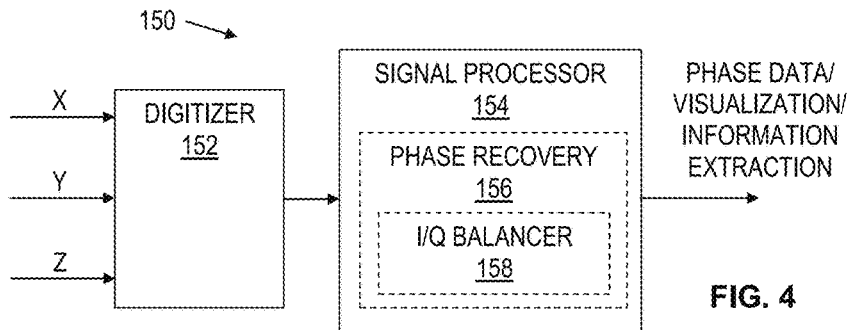 150
X
Y
Z
DIGITIZER
152
SIGNAL PROCESSOR
154
PHASE RECOVERY
156
I/Q BALANCER
158
PHASE DATA/
VISUALIZATION/
INFORMATION
EXTRACTION
FIG. 4